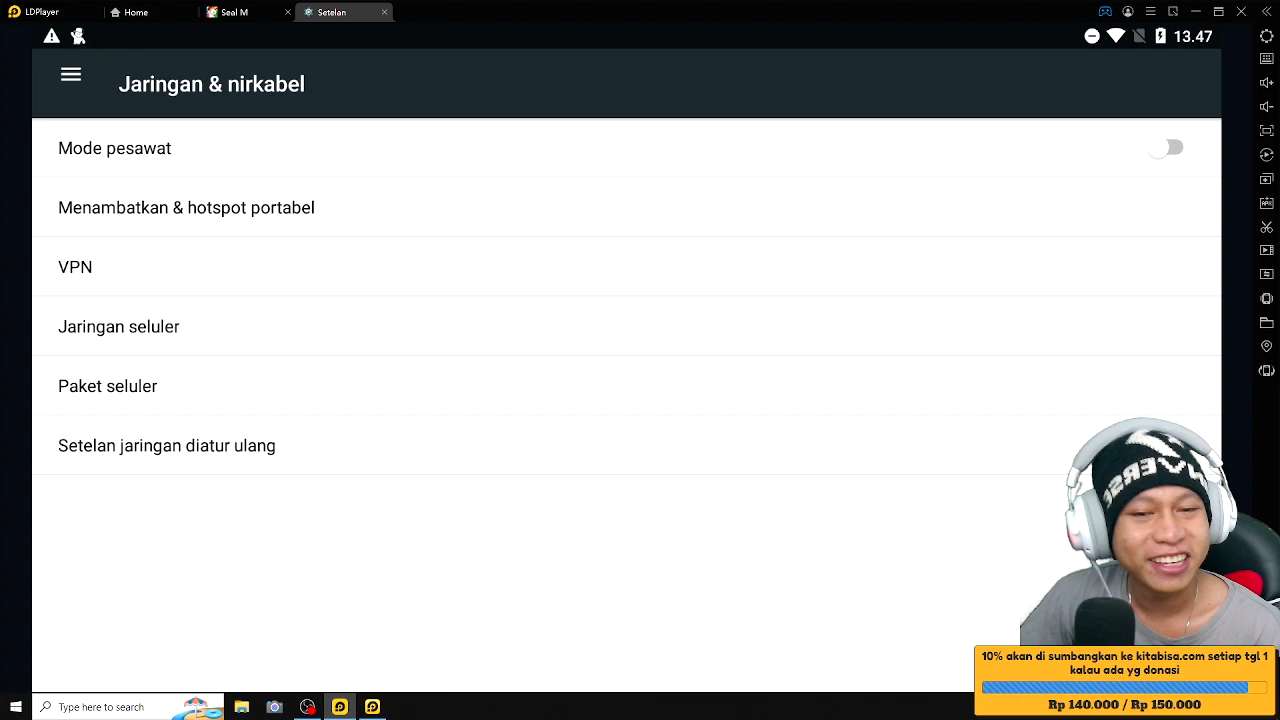 LDPlayer
Home
Seal M
Setelan
13.47
Jaringan & nirkabel
Mode pesawat
Menambatkan & hotspot portabel
VPN
Jaringan seluler
Paket seluler
Setelan jaringan diatur ulang
10% akan di sumbangkan ke kitabisa.com setiap tgl 1
kalau ada yg donasi
Rp 140.000 / Rp 150.000
Type here to search